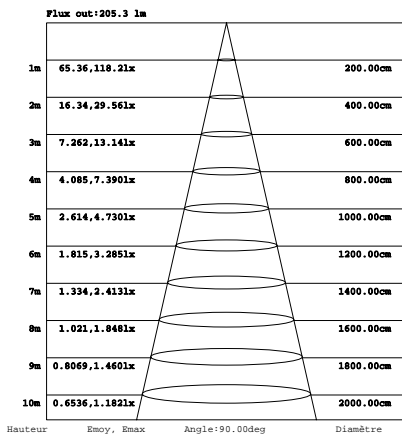 Flux out:205.3 lm
1m 65.36,118.2lx 200.00cm
2m 16.34,29.56lx 400.00cm
3m 7.262,13.14lx 600.00cm
4m 4.085,7.390lx 800.00cm
5m 2.614,4.730lx 1000.00cm
6m 1.815,3.285lx 1200.00cm
7m 1.334,2.413lx 1400.00cm
8m 1.021,1.848lx 1600.00cm
9m 0.8069,1.460lx 1800.00cm
10m 0.6536,1.182lx 2000.00cm
Hauteur Emoy, Emax Angle:90.00deg Diamètre